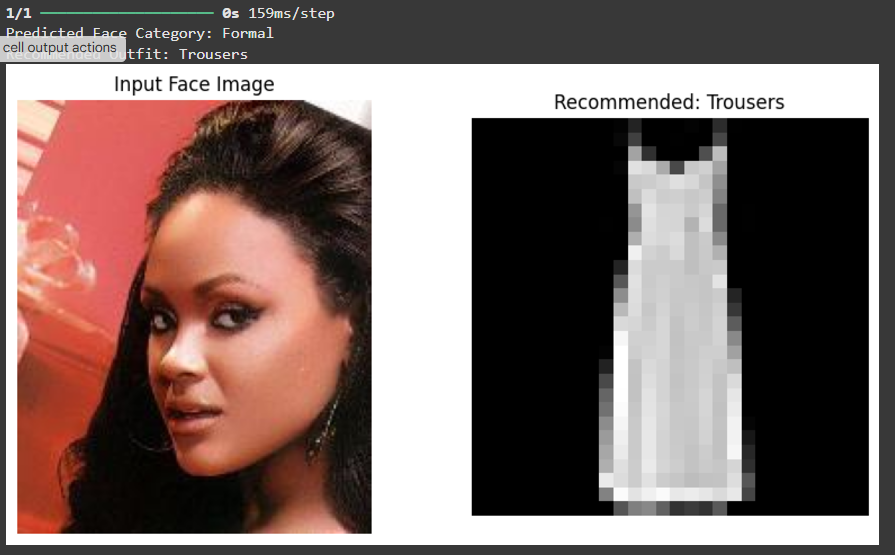 1/1 ━━━━━━━━━━━━━━━━━━━━ 0s 159ms/step
Predicted Face Category: Formal
cell output actions
Recommended Outfit: Trousers
Input Face Image
Recommended: Trousers